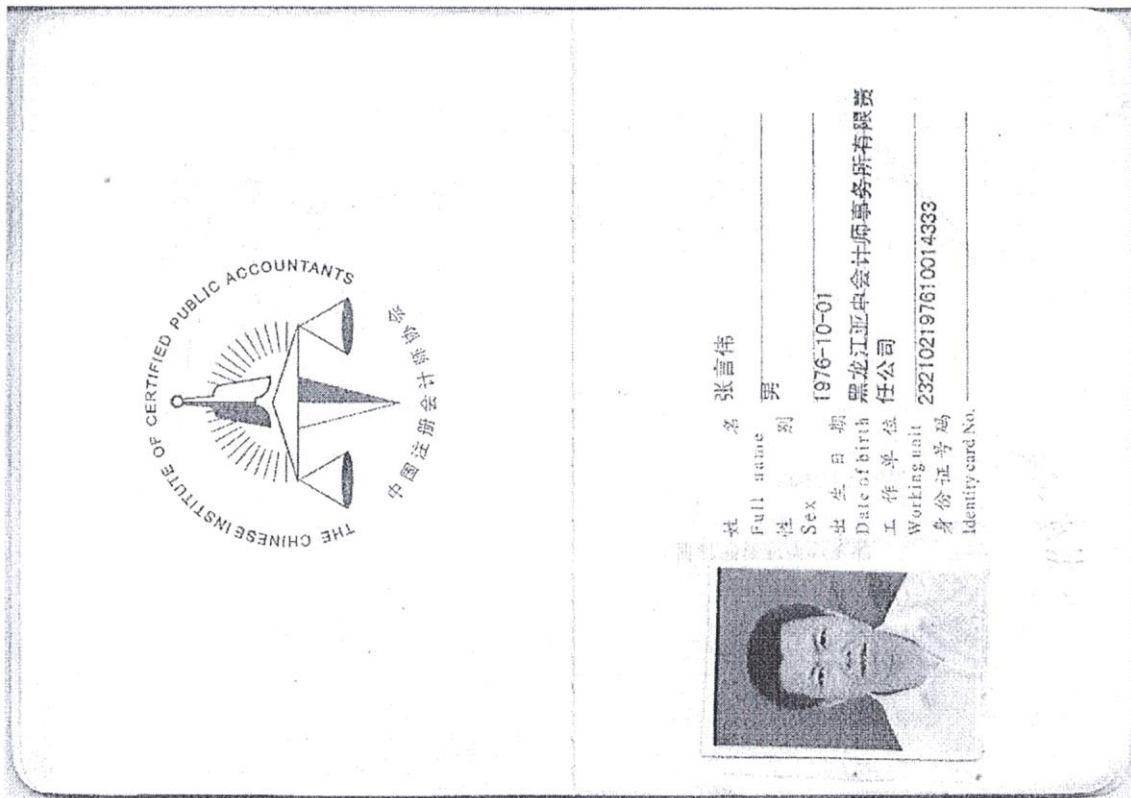 THE CHINESE INSTITUTE OF CERTIFIED PUBLIC ACCOUNTANTS
中国注册会计师协会
姓 名 张言伟
Full name
性 别 男
Sex
出 生 日 期 1976-10-01
Date of birth
工 作 单 位 黑龙江亚中会计师事务所有限责
Working unit 任公司
身份证号码 232102197610014333
Identity card No.